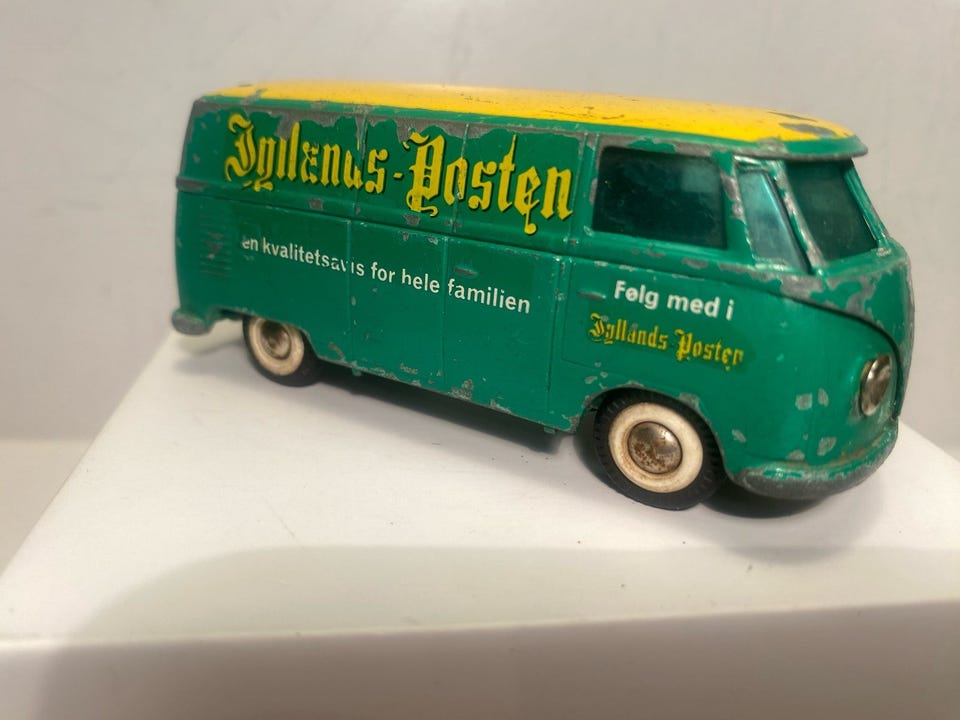 Jyllands-Posten
en kvalitetsavis for hele familien
Følg med i
Jyllands Posten